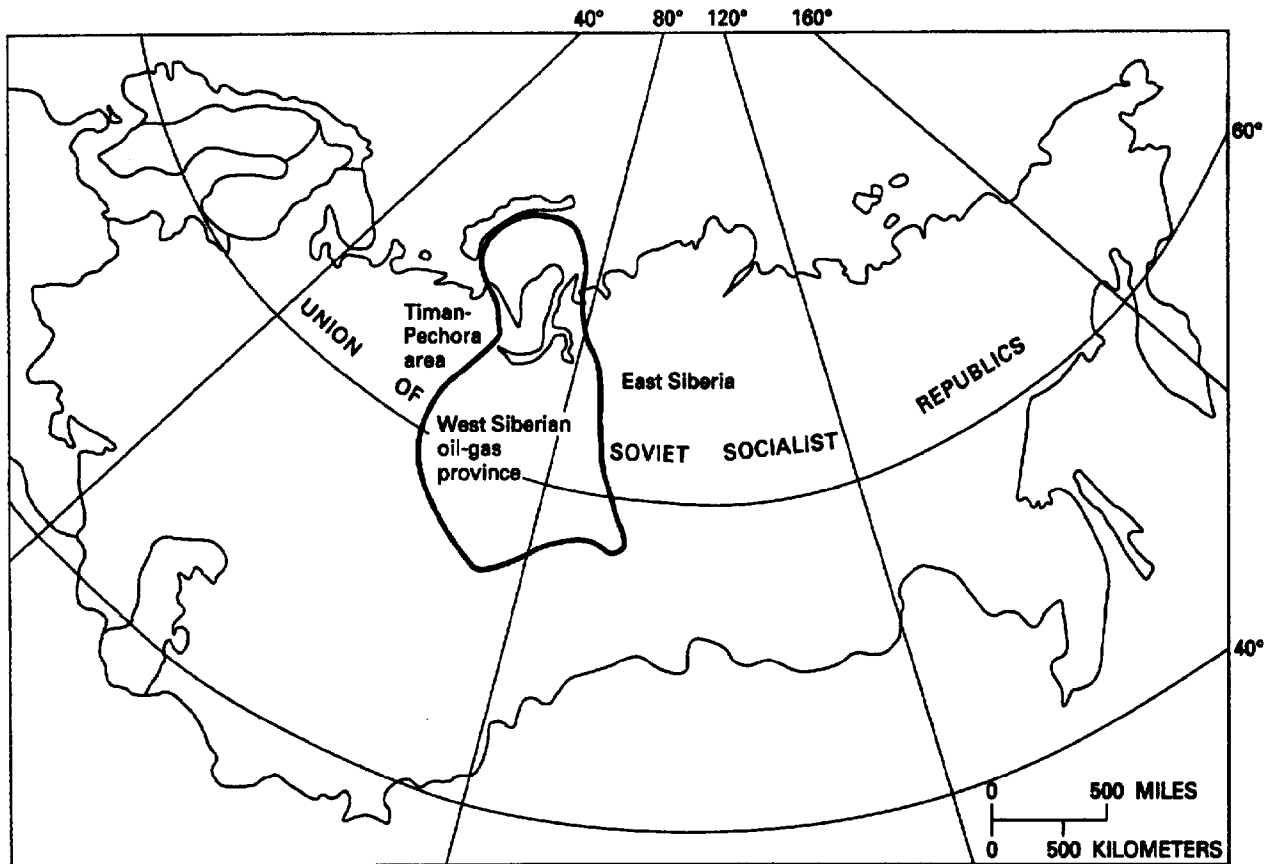 40° 80° 120° 160°
60°
Timan-
Pechora
area
UNION OF SOVIET SOCIALIST REPUBLICS
East Siberia
West Siberian
oil-gas
province
40°
0 500 MILES
0 500 KILOMETERS